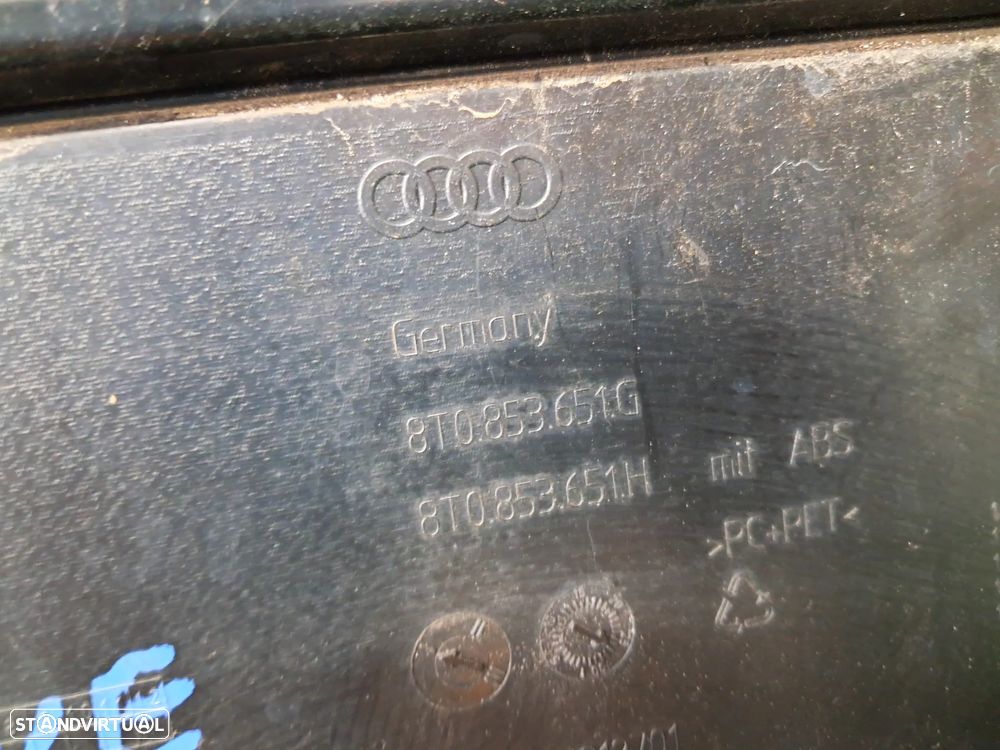 Germany
8T0.853.651.G
8T0.853.651.H mit ABS
>PC+PET<
STANDVIRTUAL